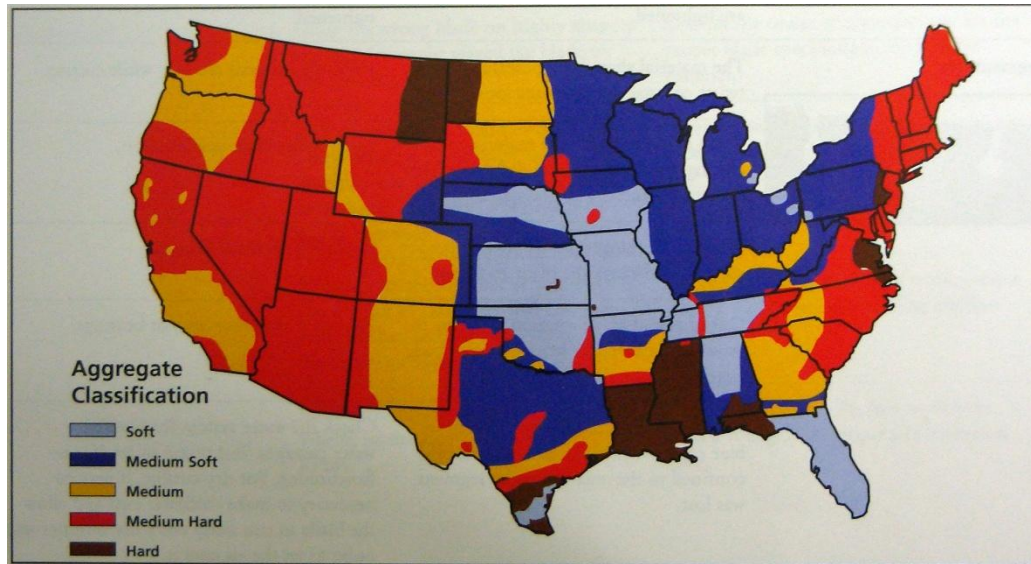 Aggregate
Classification
Soft
Medium Soft
Medium
Medium Hard
Hard